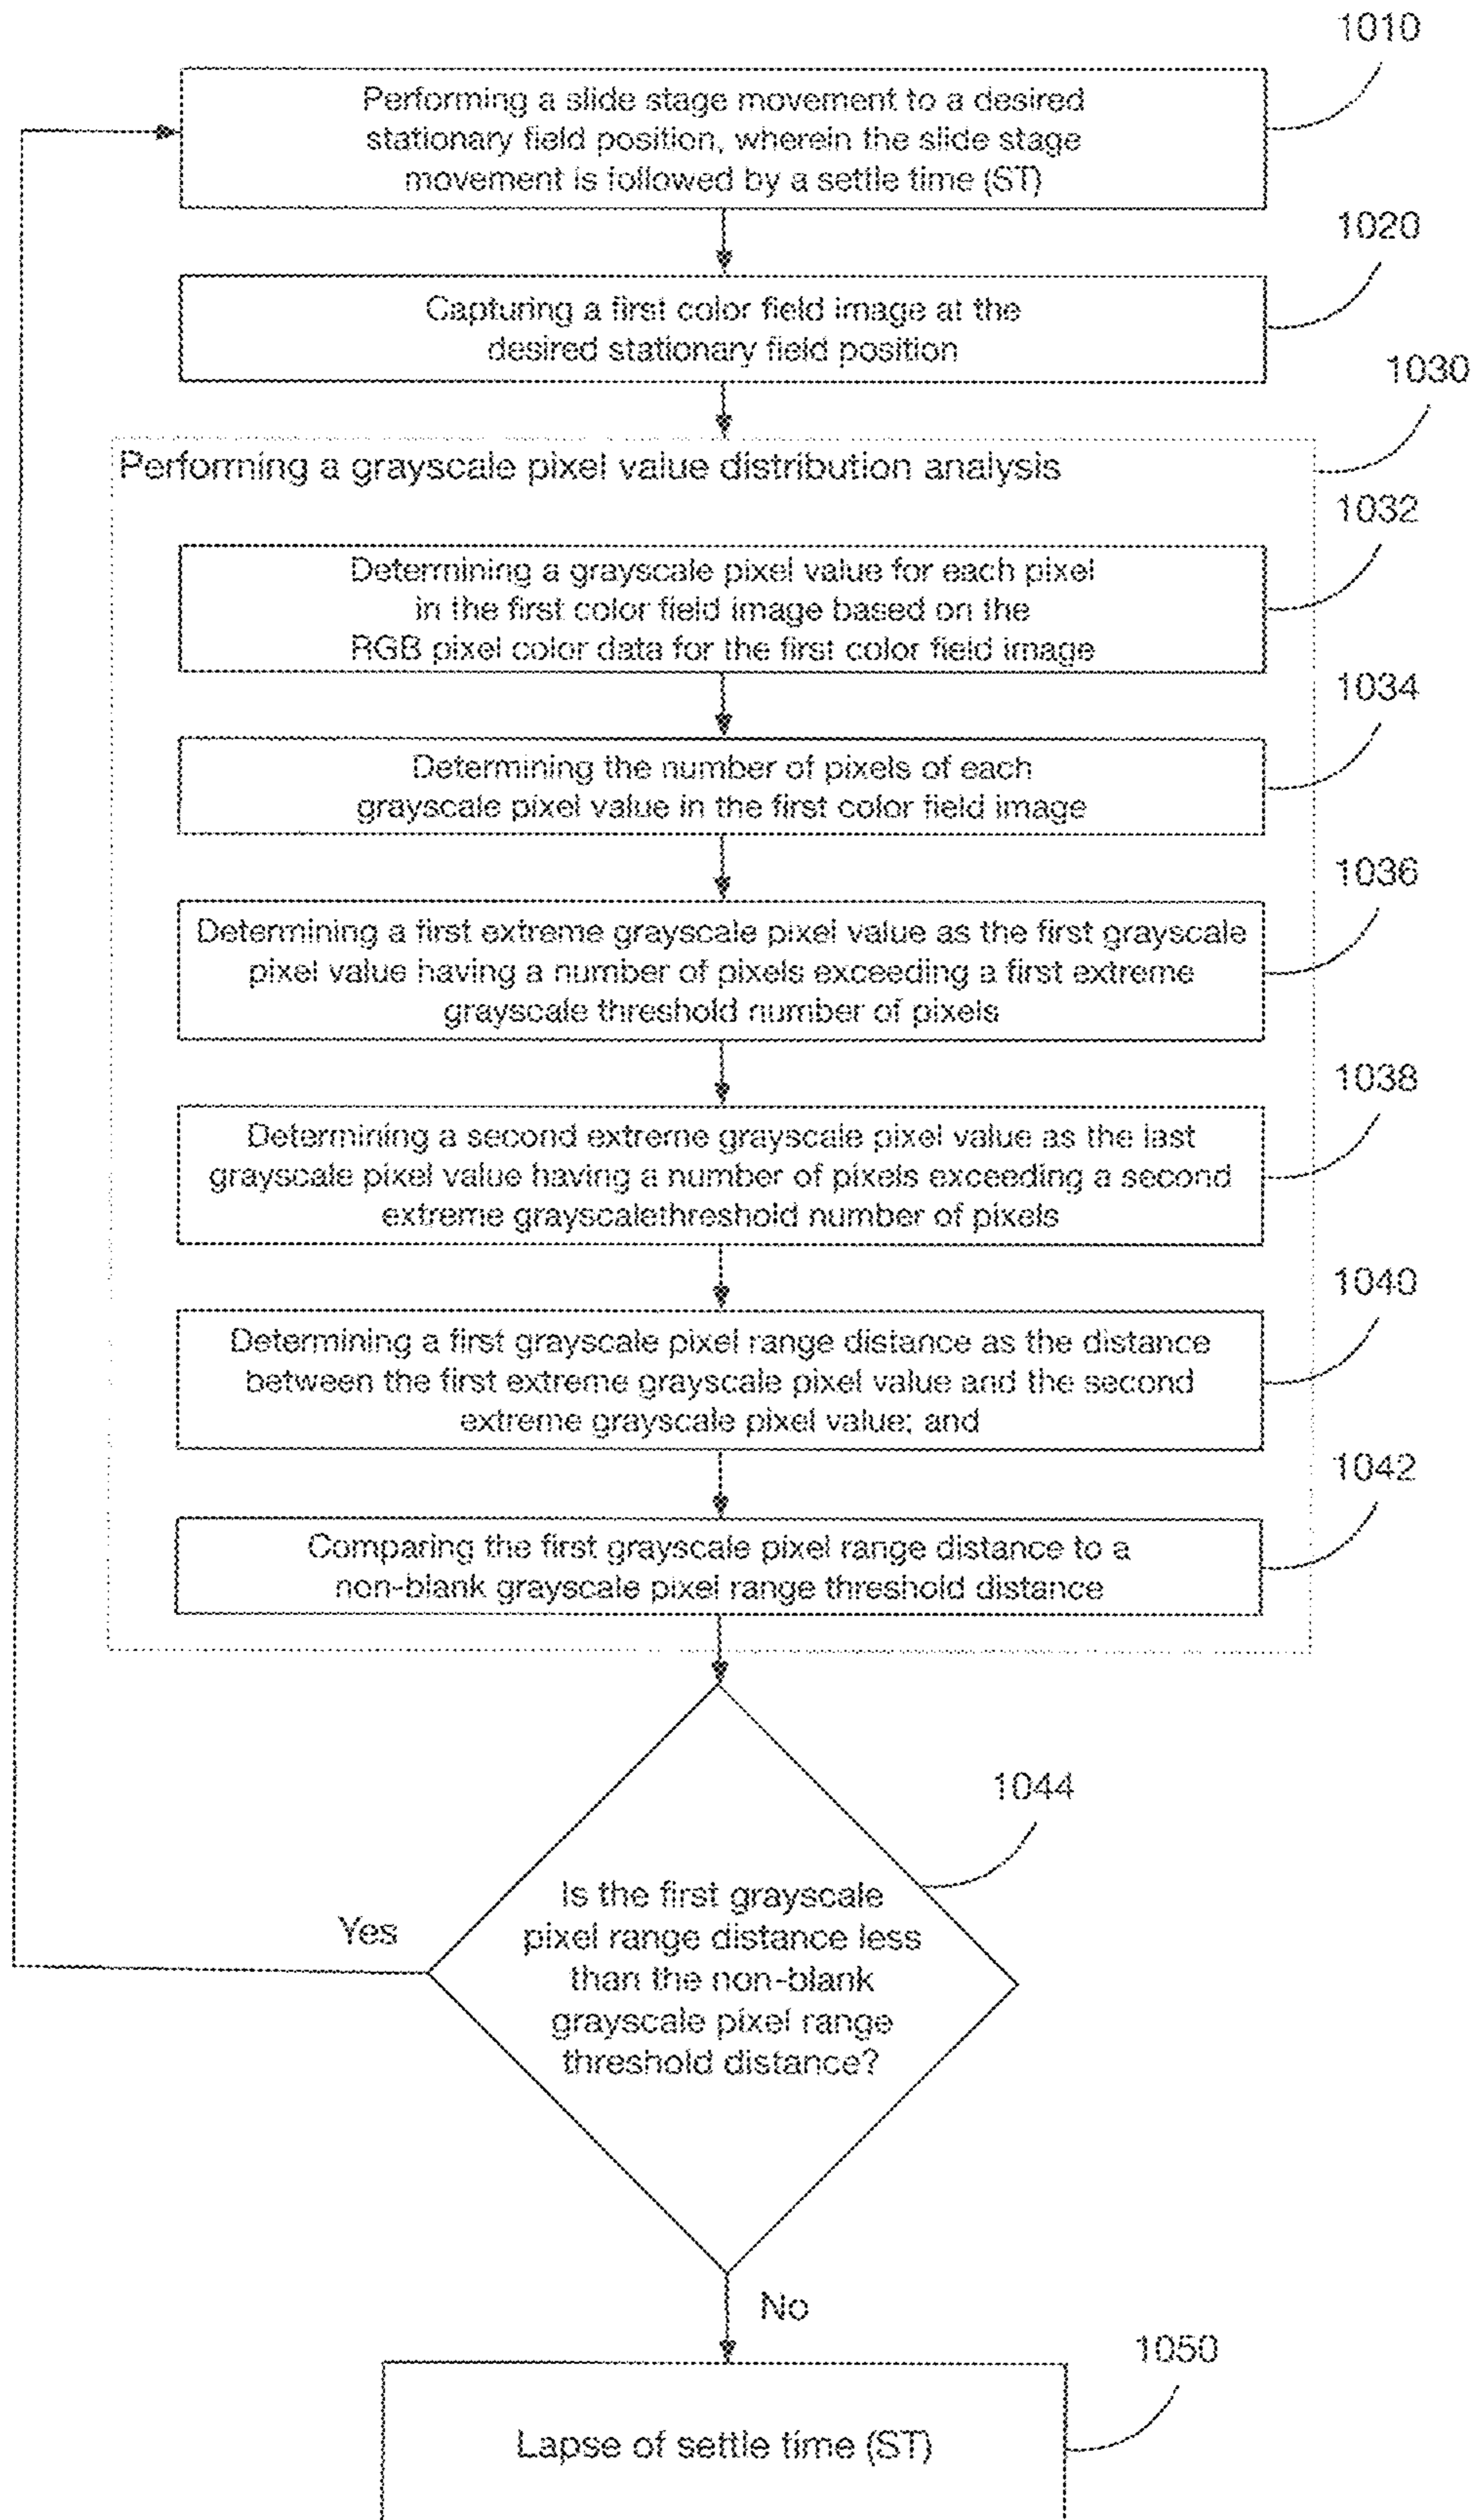 1010
Performing a slide stage movement to a desired
stationary field position, wherein the slide stage
movement is followed by a settle time (ST)
1020
Capturing a first color field image at the
desired stationary field position
1030
Performing a grayscale pixel value distribution analysis
1032
Determining a grayscale pixel value for each pixel
in the first color field image based on the
RGB pixel color data for the first color field image
1034
Determining the number of pixels of each
grayscale pixel value in the first color field image
1036
Determining a first extreme grayscale pixel value as the first grayscale
pixel value having a number of pixels exceeding a first extreme
grayscale threshold number of pixels
1038
Determining a second extreme grayscale pixel value as the last
grayscale pixel value having a number of pixels exceeding a second
extreme grayscalethreshold number of pixels
1040
Determining a first grayscale pixel range distance as the distance
between the first extreme grayscale pixel value and the second
extreme grayscale pixel value; and
1042
Comparing the first grayscale pixel range distance to a
non-blank grayscale pixel range threshold distance
1044
Is the first grayscale
pixel range distance less
than the non-blank
grayscale pixel range
threshold distance?
Yes
No
1050
Lapse of settle time (ST)